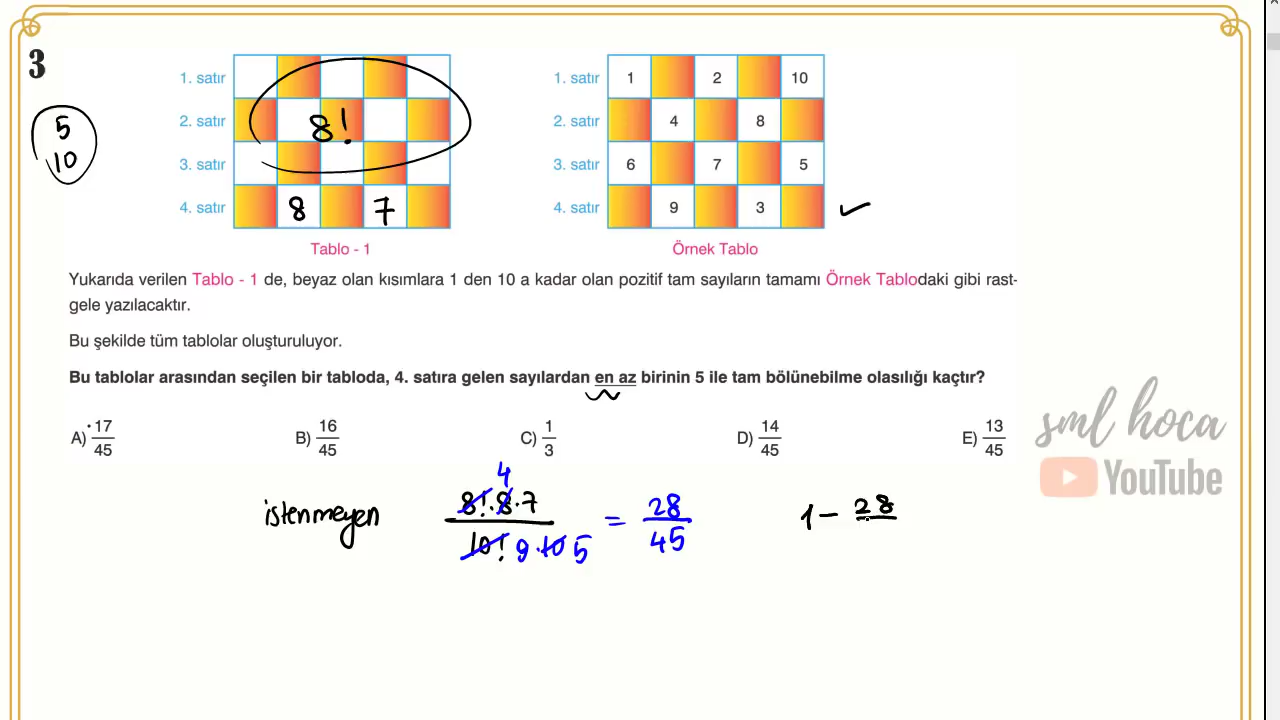 3
5
10
1. satır
2. satır
3. satır
4. satır
8!
8 7
Tablo - 1
1. satır 1 2 10
2. satır 4 8
3. satır 6 7 5
4. satır 9 3
Örnek Tablo
Yukarıda verilen Tablo - 1 de, beyaz olan kısımlara 1 den 10 a kadar olan pozitif tam sayıların tamamı Örnek Tablodaki gibi rast-
gele yazılacaktır.
Bu şekilde tüm tablolar oluşturuluyor.
Bu tablolar arasından seçilen bir tabloda, 4. satıra gelen sayılardan en az birinin 5 ile tam bölünebilme olasılığı kaçtır?
A) 17/45 B) 16/45 C) 1/3 D) 14/45 E) 13/45
sml hoca
YouTube
4
istenmeyen 8!.8.7 / 10! 9.10 5 = 28/45 1 - 28